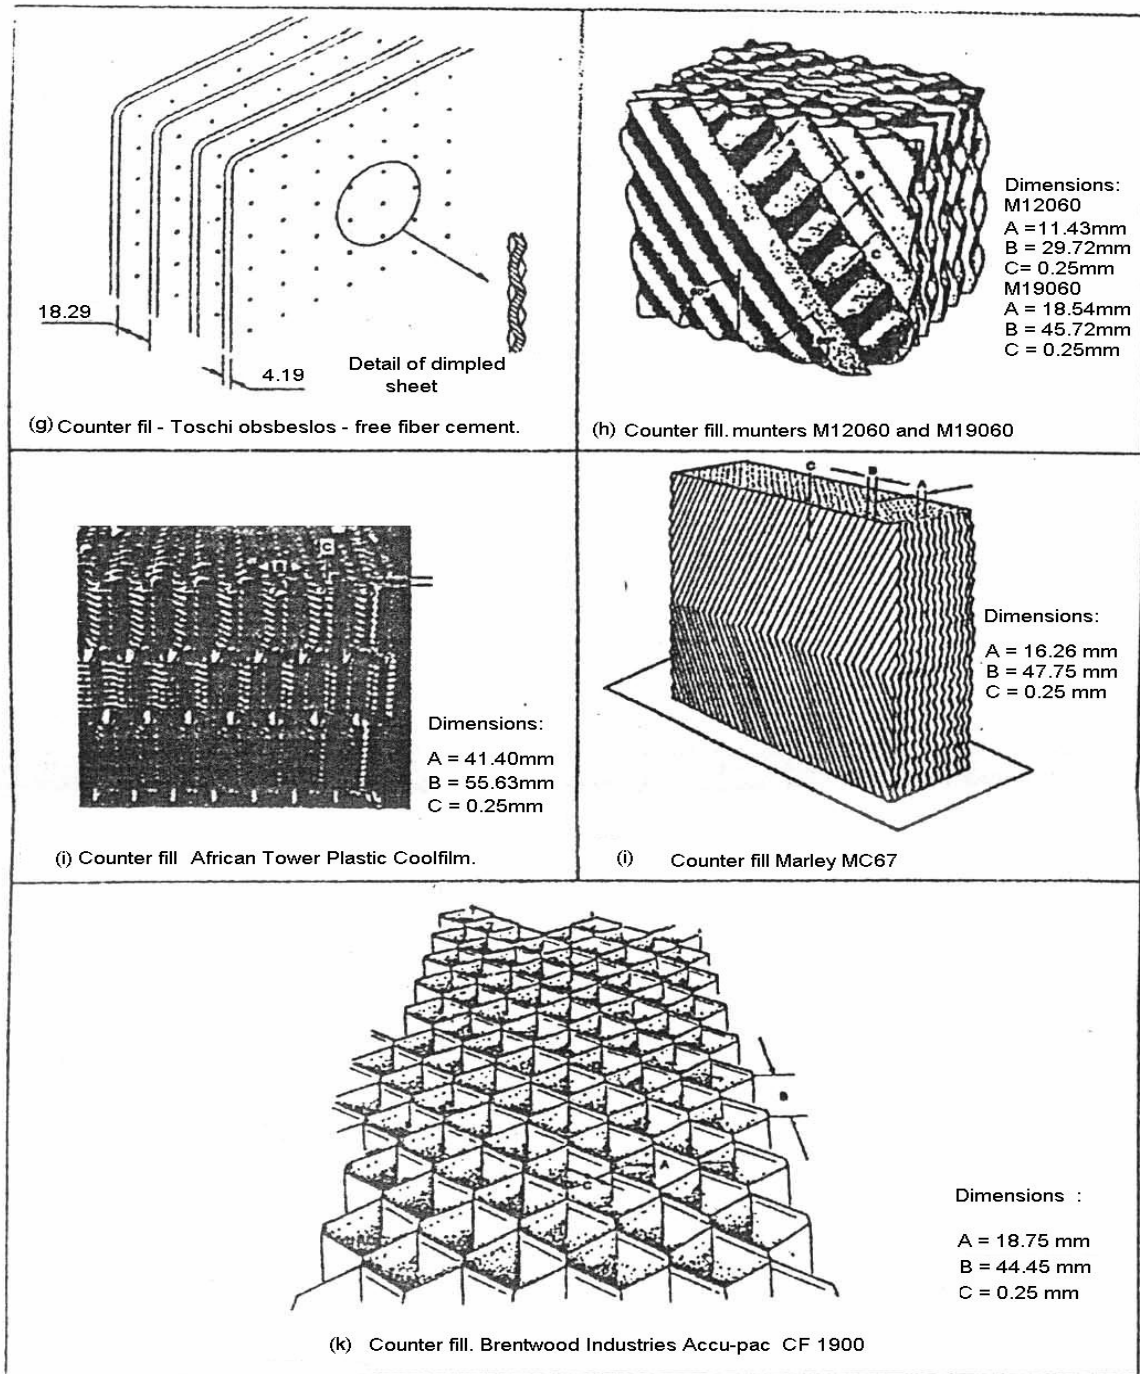 18.29
4.19
Detail of dimpled
sheet
(g) Counter fil - Toschi obsbeslos - free fiber cement.
A
B
C
Dimensions:
M12060
A =11.43mm
B = 29.72mm
C= 0.25mm
M19060
A = 18.54mm
B = 45.72mm
C = 0.25mm
(h) Counter fill. munters M12060 and M19060
C
Dimensions:
A = 41.40mm
B = 55.63mm
C = 0.25mm
(i) Counter fill African Tower Plastic Coolfilm.
C
B
A
Dimensions:
A = 16.26 mm
B = 47.75 mm
C = 0.25 mm
(i) Counter fill Marley MC67
B
A
C
Dimensions :
A = 18.75 mm
B = 44.45 mm
C = 0.25 mm
(k) Counter fill. Brentwood Industries Accu-pac CF 1900